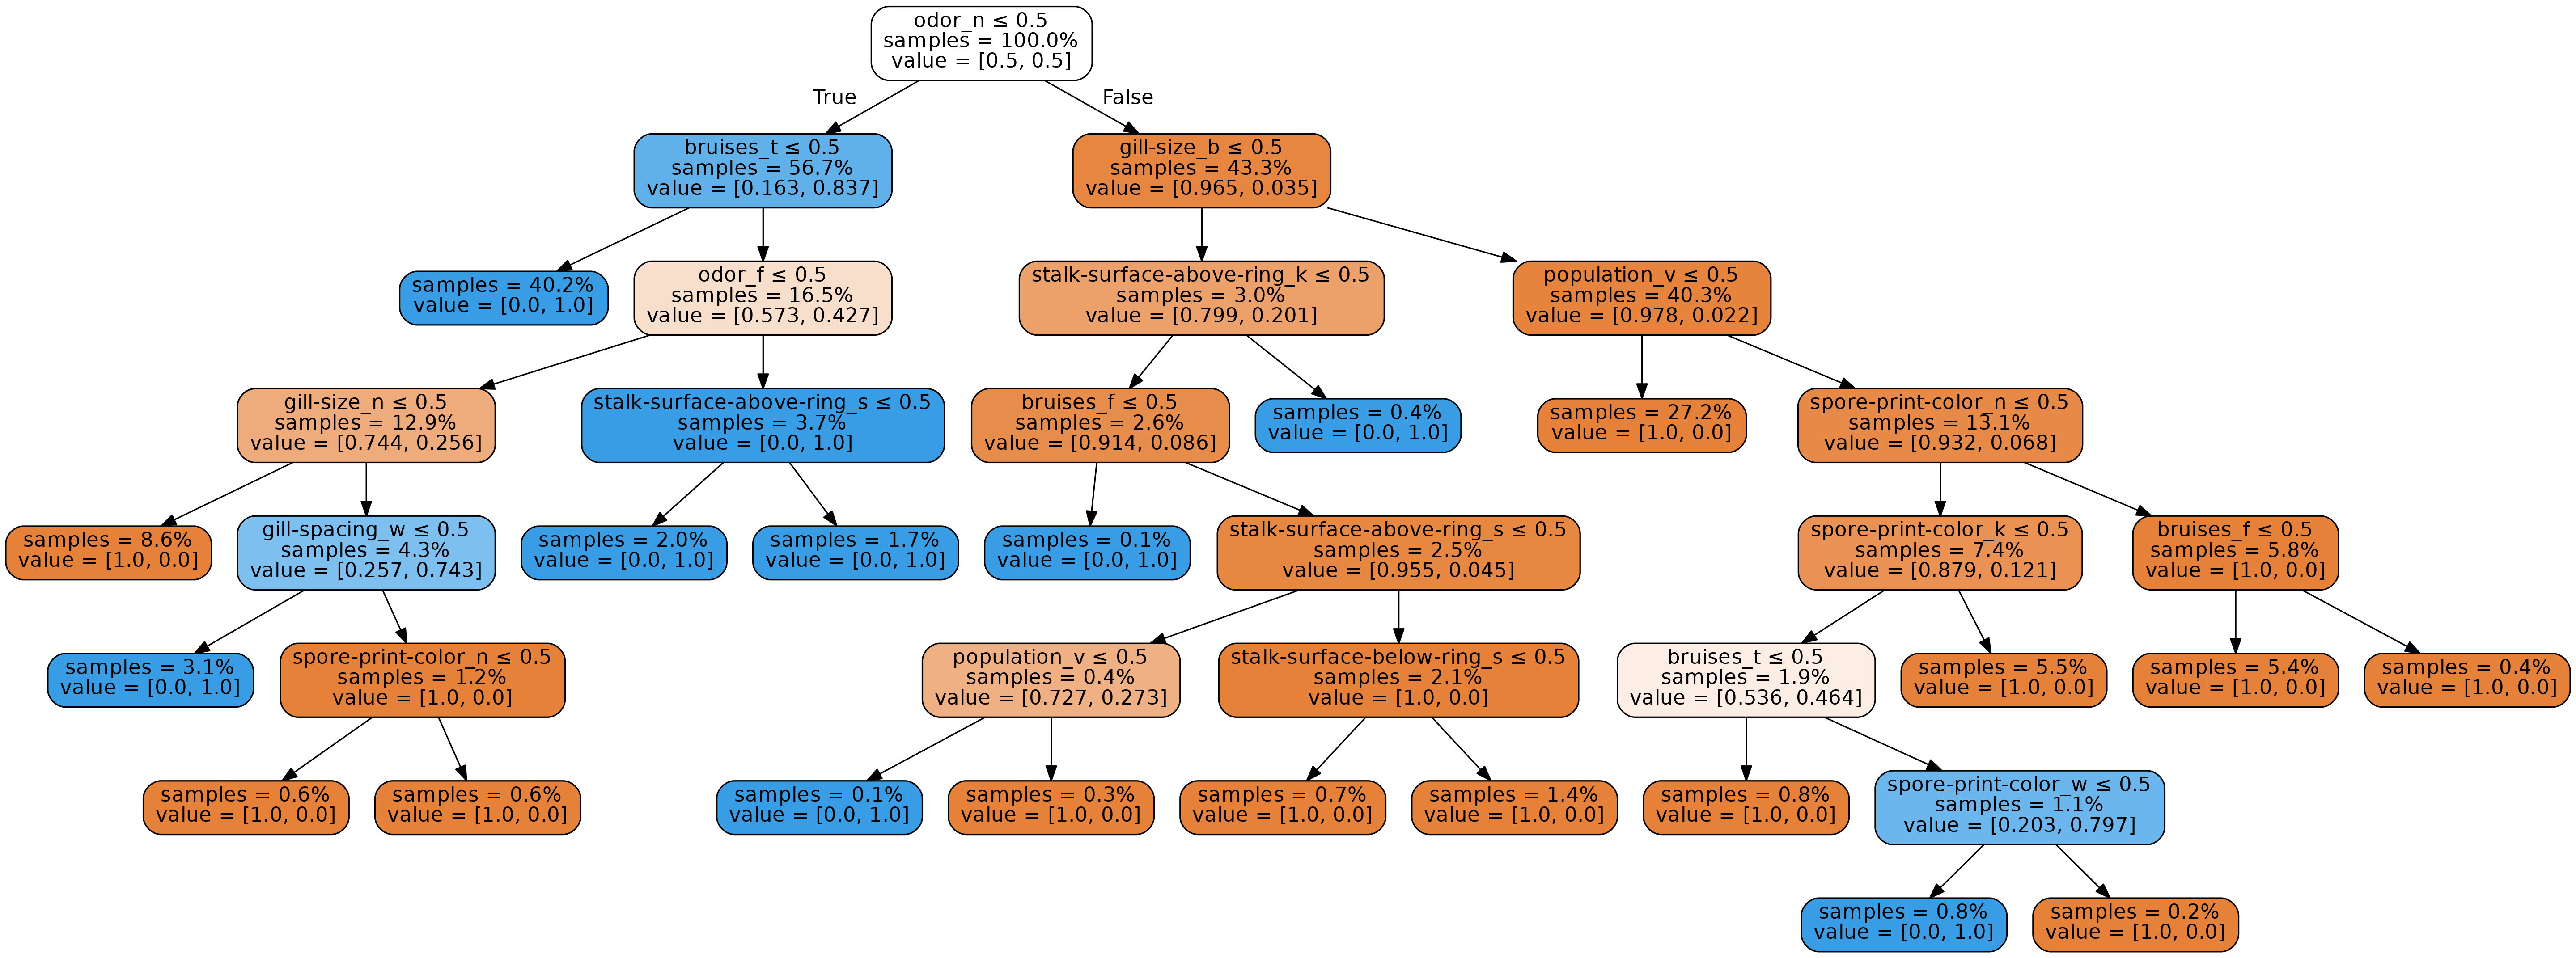 odor_n ≤ 0.5
samples = 100.0%
value = [0.5, 0.5]
True
False
bruises_t ≤ 0.5
samples = 56.7%
value = [0.163, 0.837]
gill-size_b ≤ 0.5
samples = 43.3%
value = [0.965, 0.035]
samples = 40.2%
value = [0.0, 1.0]
odor_f ≤ 0.5
samples = 16.5%
value = [0.573, 0.427]
stalk-surface-above-ring_k ≤ 0.5
samples = 3.0%
value = [0.799, 0.201]
population_v ≤ 0.5
samples = 40.3%
value = [0.978, 0.022]
gill-size_n ≤ 0.5
samples = 12.9%
value = [0.744, 0.256]
stalk-surface-above-ring_s ≤ 0.5
samples = 3.7%
value = [0.0, 1.0]
bruises_f ≤ 0.5
samples = 2.6%
value = [0.914, 0.086]
samples = 0.4%
value = [0.0, 1.0]
samples = 27.2%
value = [1.0, 0.0]
spore-print-color_n ≤ 0.5
samples = 13.1%
value = [0.932, 0.068]
samples = 8.6%
value = [1.0, 0.0]
gill-spacing_w ≤ 0.5
samples = 4.3%
value = [0.257, 0.743]
samples = 2.0%
value = [0.0, 1.0]
samples = 1.7%
value = [0.0, 1.0]
samples = 0.1%
value = [0.0, 1.0]
stalk-surface-above-ring_s ≤ 0.5
samples = 2.5%
value = [0.955, 0.045]
spore-print-color_k ≤ 0.5
samples = 7.4%
value = [0.879, 0.121]
bruises_f ≤ 0.5
samples = 5.8%
value = [1.0, 0.0]
samples = 3.1%
value = [0.0, 1.0]
spore-print-color_n ≤ 0.5
samples = 1.2%
value = [1.0, 0.0]
population_v ≤ 0.5
samples = 0.4%
value = [0.727, 0.273]
stalk-surface-below-ring_s ≤ 0.5
samples = 2.1%
value = [1.0, 0.0]
bruises_t ≤ 0.5
samples = 1.9%
value = [0.536, 0.464]
samples = 5.5%
value = [1.0, 0.0]
samples = 5.4%
value = [1.0, 0.0]
samples = 0.4%
value = [1.0, 0.0]
samples = 0.6%
value = [1.0, 0.0]
samples = 0.6%
value = [1.0, 0.0]
samples = 0.1%
value = [0.0, 1.0]
samples = 0.3%
value = [1.0, 0.0]
samples = 0.7%
value = [1.0, 0.0]
samples = 1.4%
value = [1.0, 0.0]
samples = 0.8%
value = [1.0, 0.0]
spore-print-color_w ≤ 0.5
samples = 1.1%
value = [0.203, 0.797]
samples = 0.8%
value = [0.0, 1.0]
samples = 0.2%
value = [1.0, 0.0]